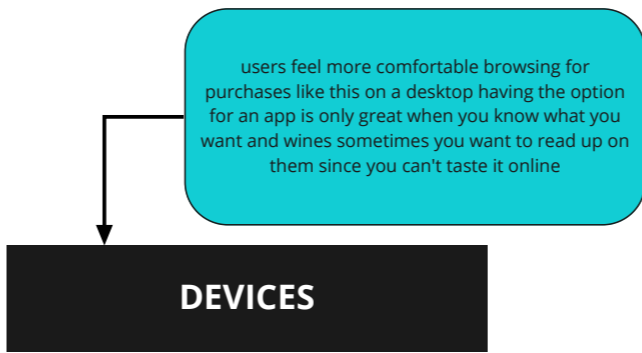 users feel more comfortable browsing for
purchases like this on a desktop having the option
for an app is only great when you know what you
want and wines sometimes you want to read up on
them since you can't taste it online
DEVICES